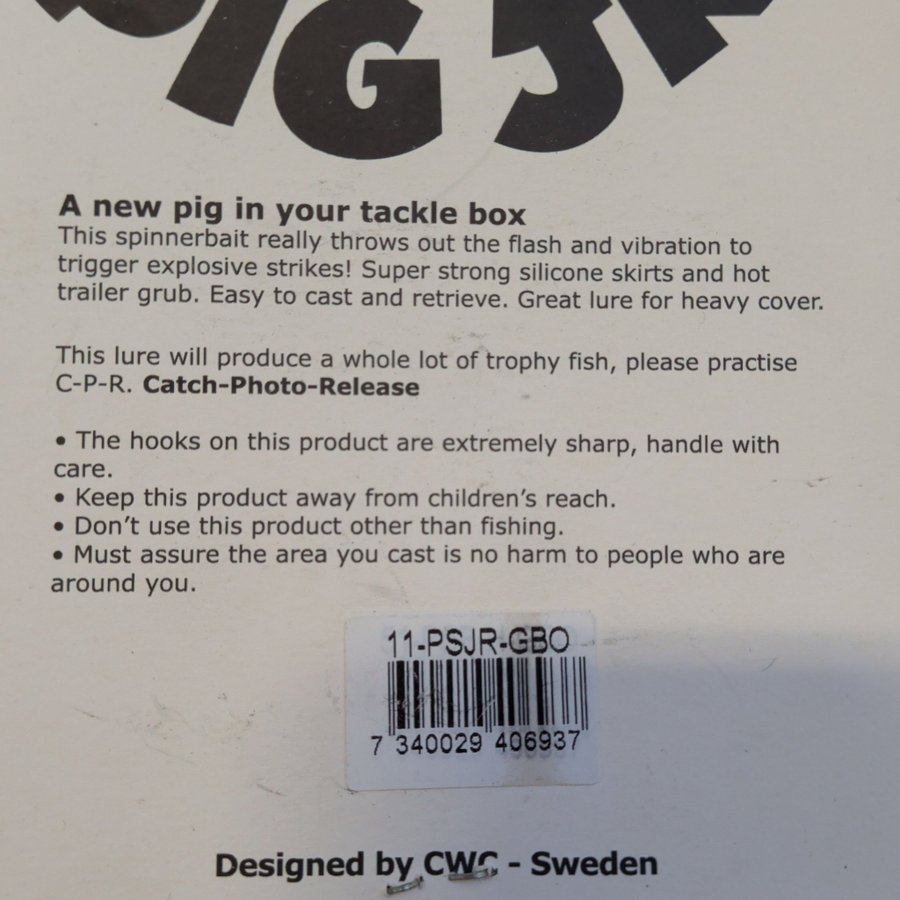 PIG JR
A new pig in your tackle box
This spinnerbait really throws out the flash and vibration to
trigger explosive strikes! Super strong silicone skirts and hot
trailer grub. Easy to cast and retrieve. Great lure for heavy cover.
This lure will produce a whole lot of trophy fish, please practise
C-P-R. Catch-Photo-Release
• The hooks on this product are extremely sharp, handle with
care.
• Keep this product away from children’s reach.
• Don’t use this product other than fishing.
• Must assure the area you cast is no harm to people who are
around you.
11-PSJR-GBO
7 340029 406937
Designed by CWC - Sweden